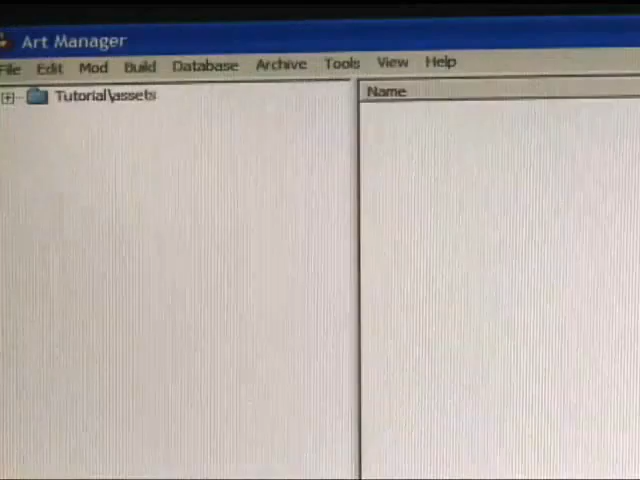 Art Manager
File Edit Mod Build Database Archive Tools View Help
Tutorial\assets
Name